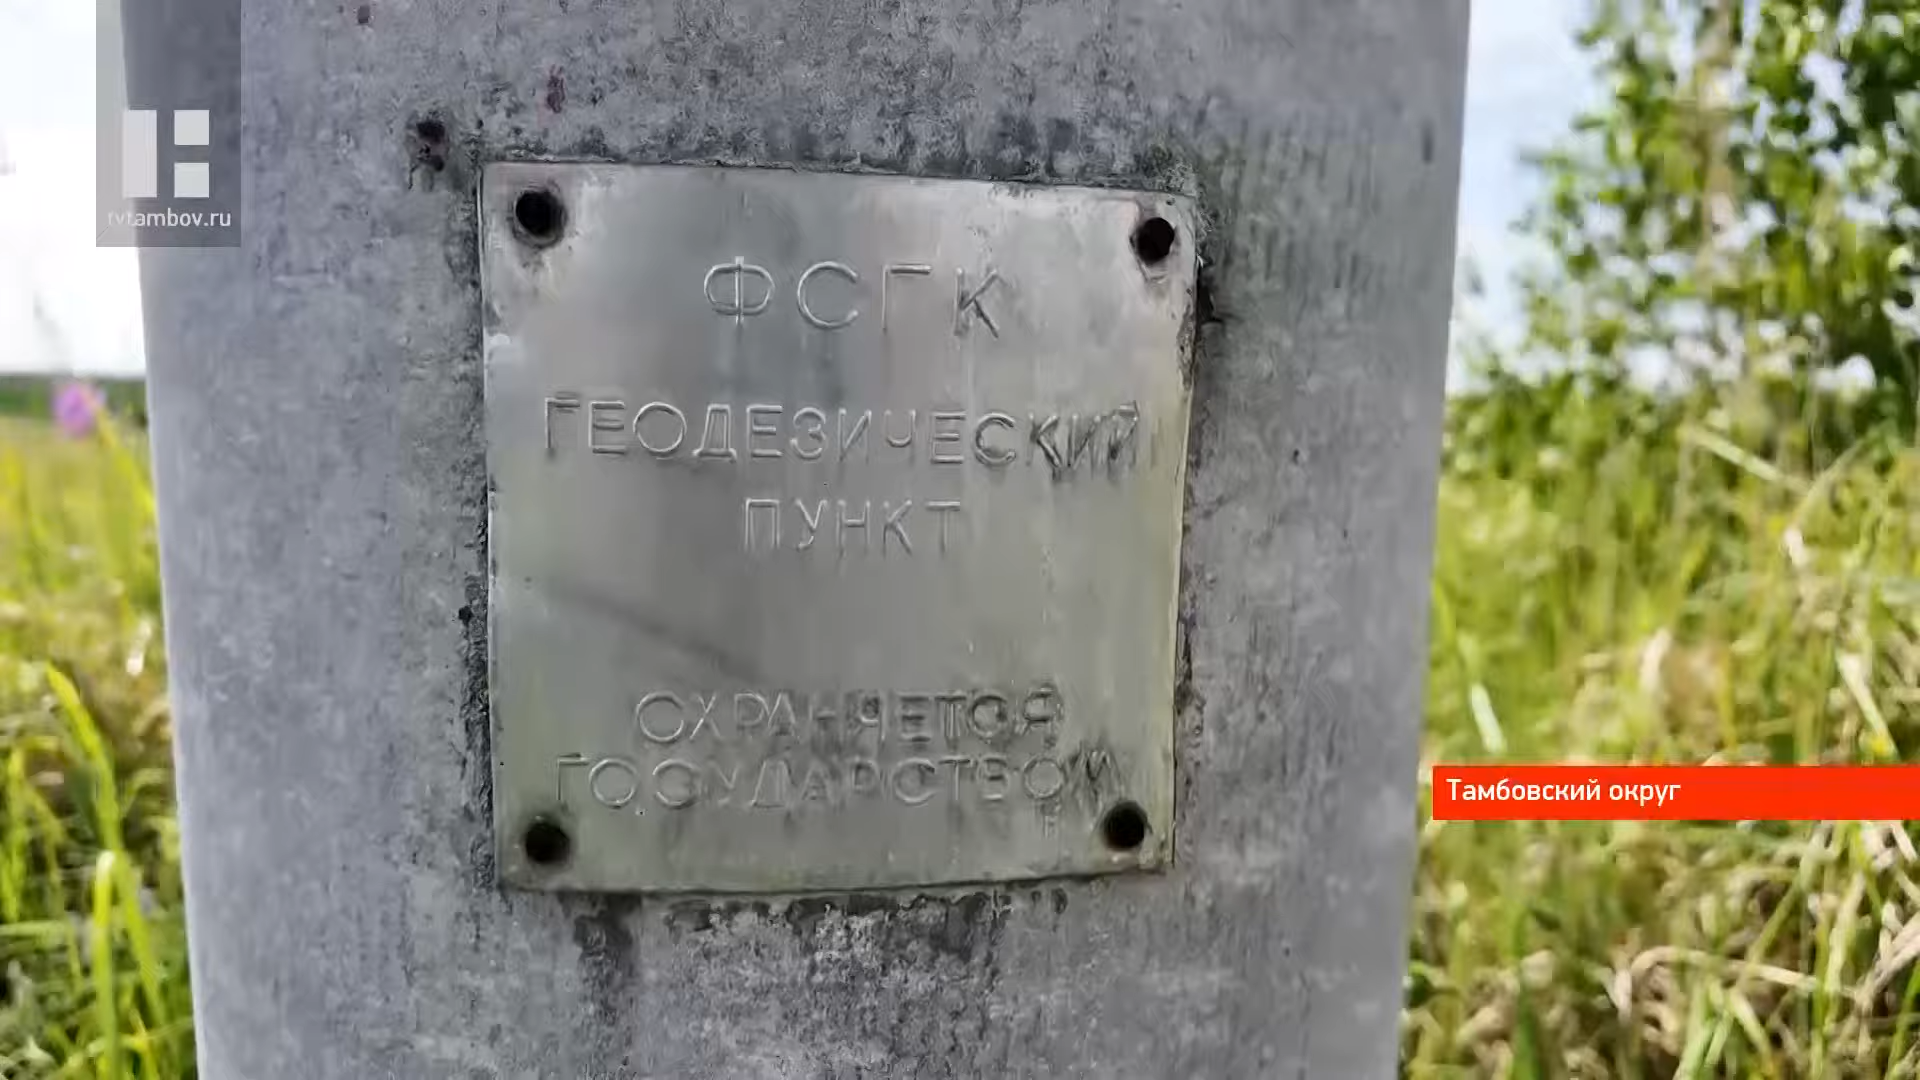 tvtambov.ru
ФСГК
ГЕОДЕЗИЧЕСКИЙ
ПУНКТ
ОХРАНЯЕТСЯ
ГОСУДАРСТВОМ
Тамбовский округ